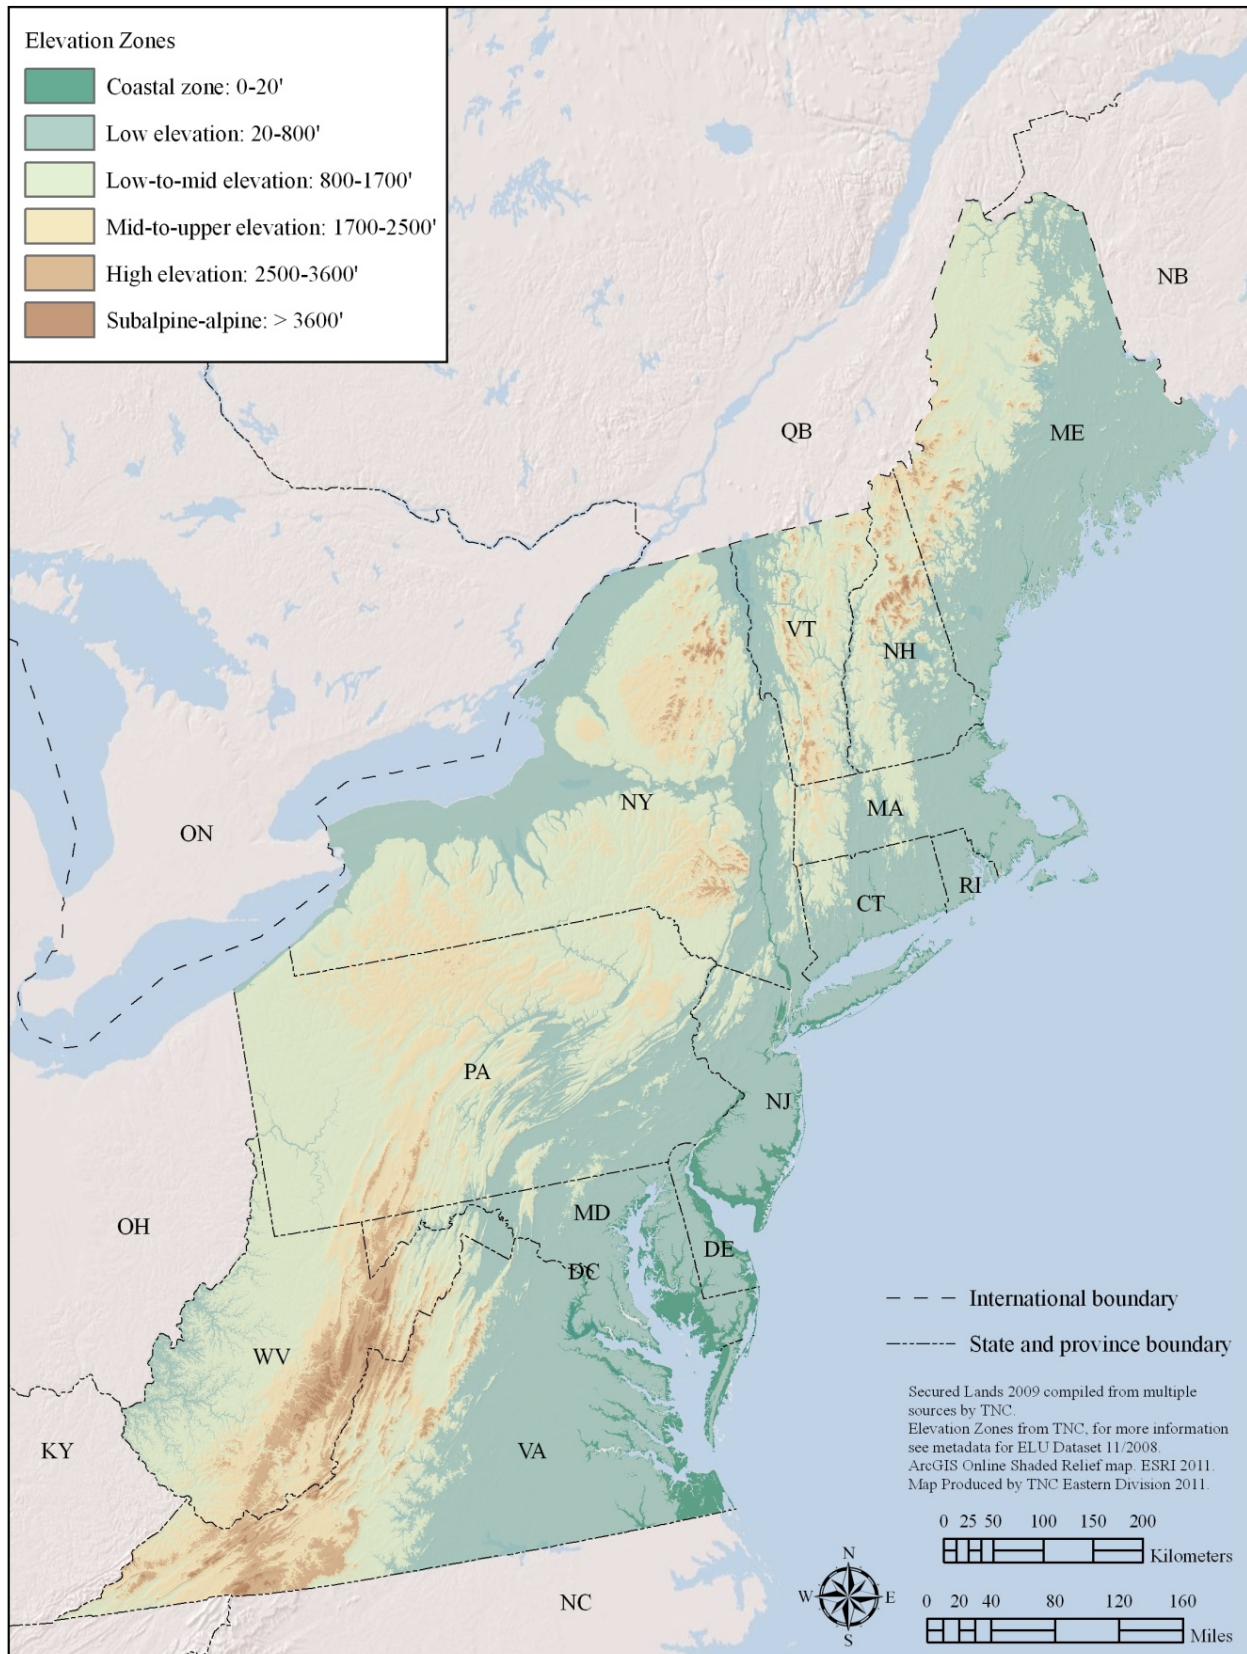 Elevation Zones
Coastal zone: 0-20'
Low elevation: 20-800'
Low-to-mid elevation: 800-1700'
Mid-to-upper elevation: 1700-2500'
High elevation: 2500-3600'
Subalpine-alpine: > 3600'
NB
QB
ME
VT
NH
NY
MA
ON
CT
RI
PA
NJ
OH
MD
DE
DC
WV
KY
VA
NC
International boundary
State and province boundary
Secured Lands 2009 compiled from multiple
sources by TNC.
Elevation Zones from TNC, for more information
see metadata for ELU Dataset 11/2008.
ArcGIS Online Shaded Relief map. ESRI 2011.
Map Produced by TNC Eastern Division 2011.
0 25 50 100 150 200
Kilometers
N
W E
S
0 20 40 80 120 160
Miles